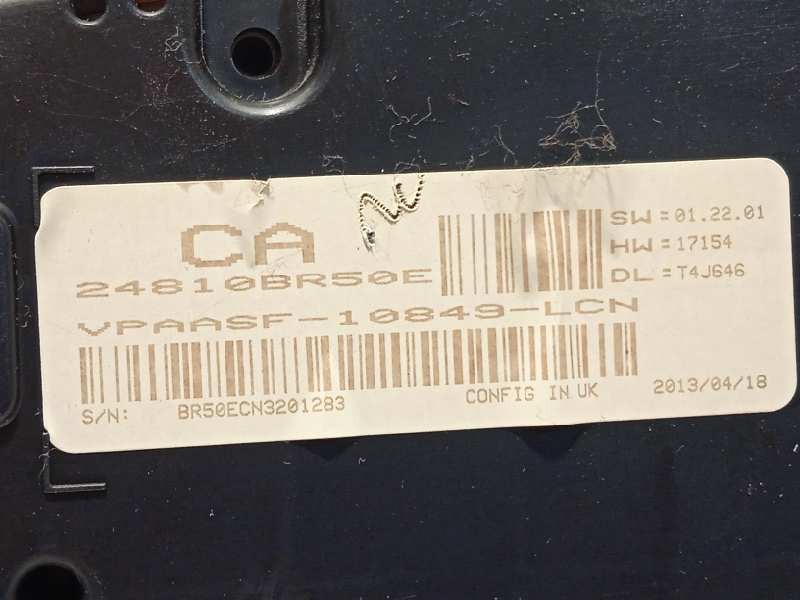 CA
24810BR50E
VPAASF-10849-LCN
SW = 01.22.01
HW = 17154
DL = T4JG46
S/N: BR50ECN3201283 CONFIG IN UK 2013/04/18